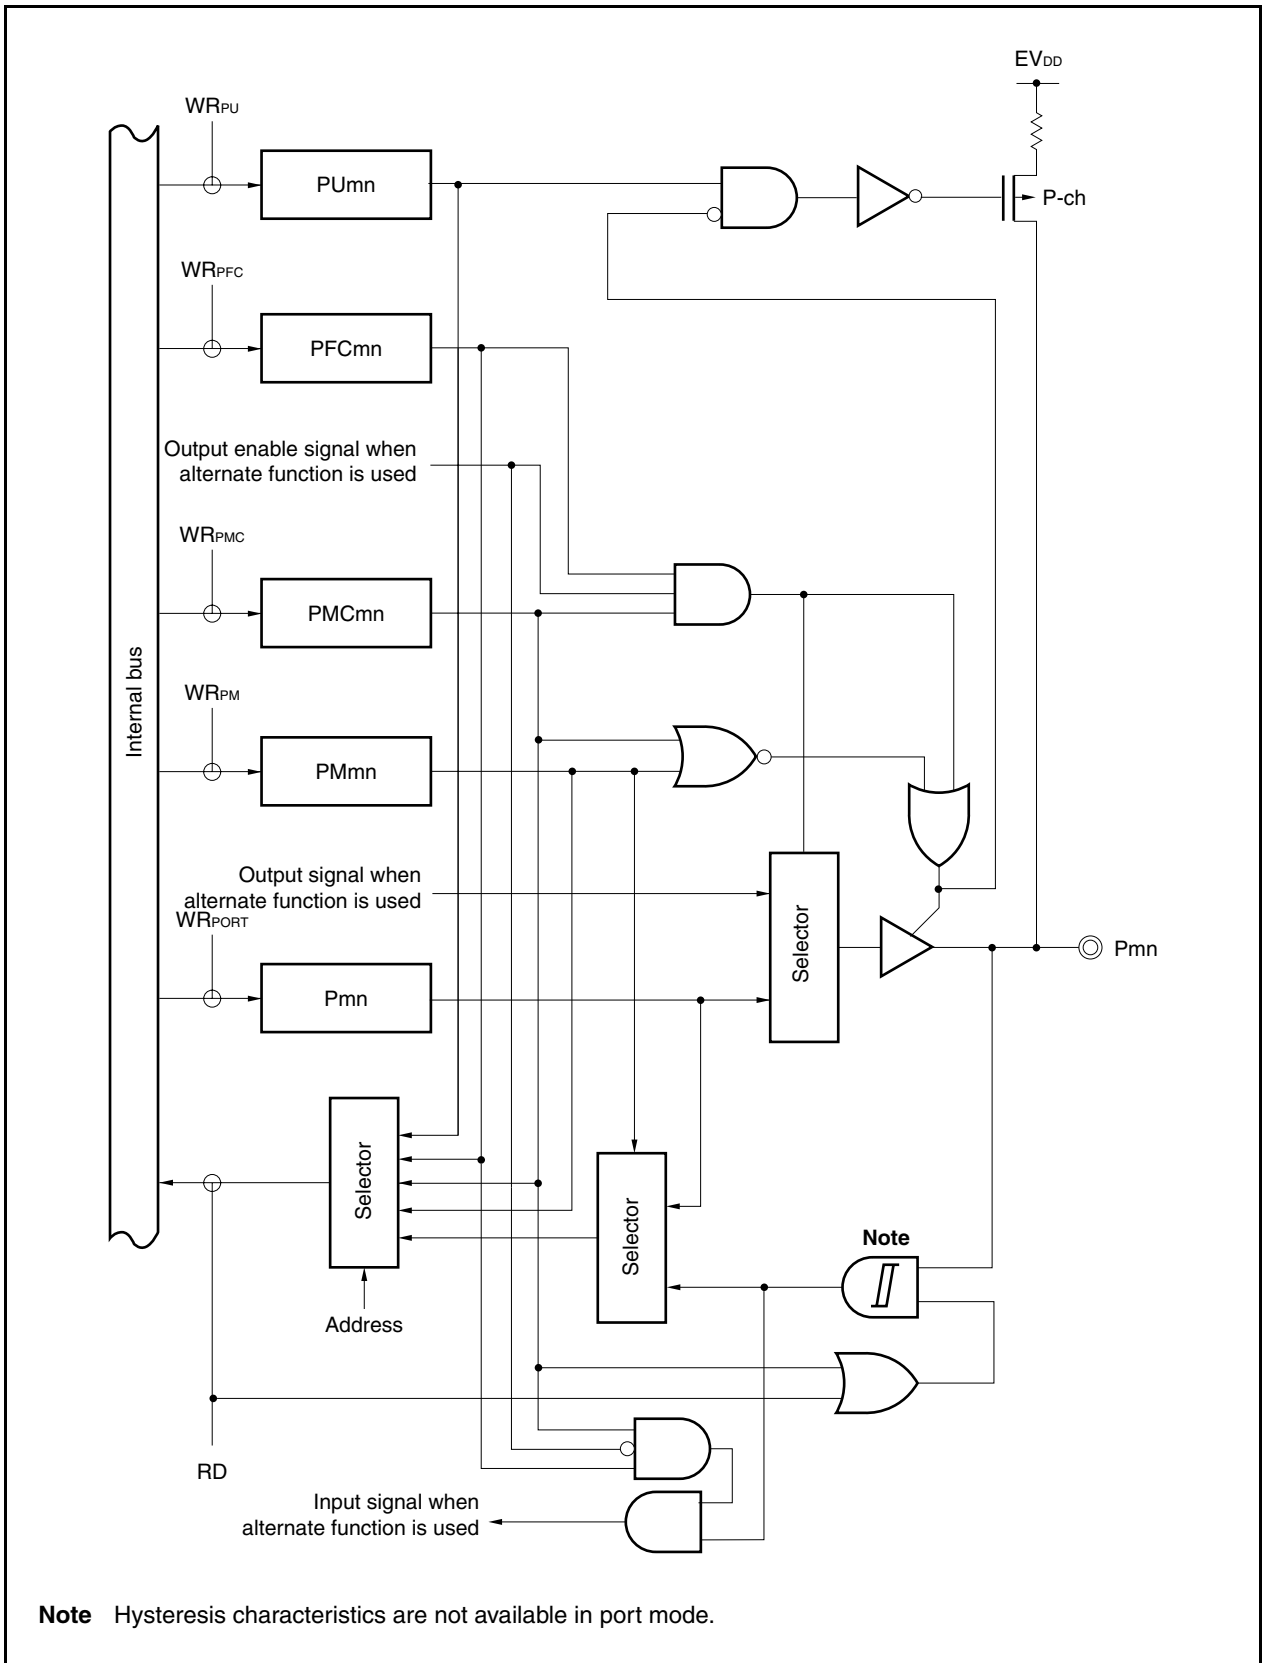 EVDD
WRPU
PUmn
P-ch
WRPFC
PFCmn
Output enable signal when
alternate function is used
WRPMC
PMCmn
Internal bus
WRPM
PMmn
Output signal when
alternate function is used
WRPORT
Selector
Pmn
Pmn
Selector
Selector
Note
Address
RD
Input signal when
alternate function is used
Note Hysteresis characteristics are not available in port mode.